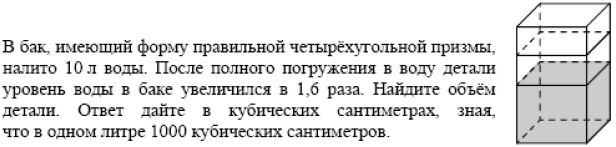 В бак, имеющий форму правильной четырёхугольной призмы,
налито 10 л воды. После полного погружения в воду детали
уровень воды в баке увеличился в 1,6 раза. Найдите объём
детали. Ответ дайте в кубических сантиметрах, зная,
что в одном литре 1000 кубических сантиметров.